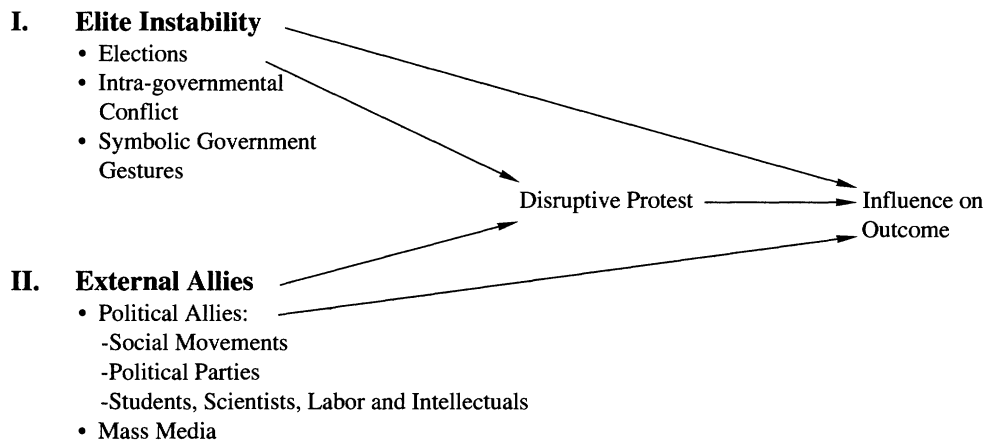 I. Elite Instability
• Elections
• Intra-governmental
Conflict
• Symbolic Government
Gestures
Disruptive Protest
Influence on
Outcome
II. External Allies
• Political Allies:
-Social Movements
-Political Parties
-Students, Scientists, Labor and Intellectuals
• Mass Media